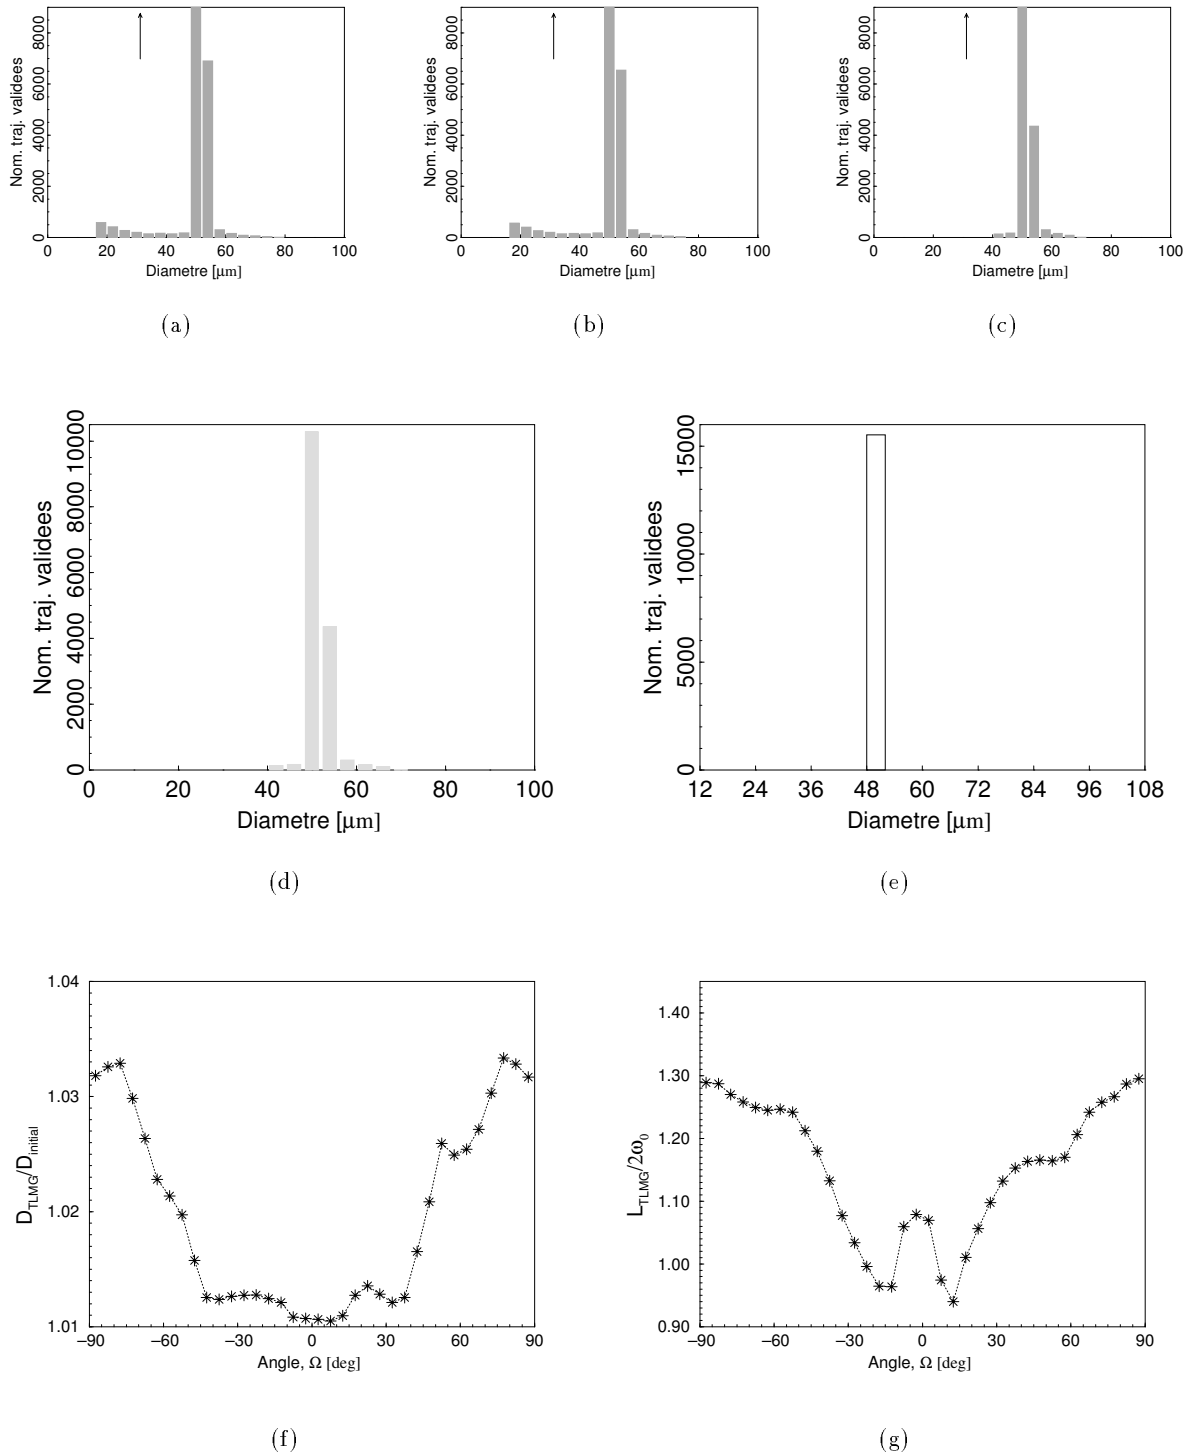 Nom. traj. validees
8000
6000
4000
2000
0
0 20 40 60 80 100
Diametre [μm]
(a)
Nom. traj. validees
8000
6000
4000
2000
0
0 20 40 60 80 100
Diametre [μm]
(b)
Nom. traj. validees
8000
6000
4000
2000
0
0 20 40 60 80 100
Diametre [μm]
(c)
Nom. traj. validees
10000
8000
6000
4000
2000
0
0 20 40 60 80 100
Diametre [μm]
(d)
Nom. traj. validees
15000
10000
5000
0
12 24 36 48 60 72 84 96 108
Diametre [μm]
(e)
D_TLMG/D_initial
1.04
1.03
1.02
1.01
−90 −60 −30 0 30 60 90
Angle, Ω [deg]
(f)
L_TLMG/2ω_0
1.40
1.30
1.20
1.10
1.00
0.90
−90 −60 −30 0 30 60 90
Angle, Ω [deg]
(g)